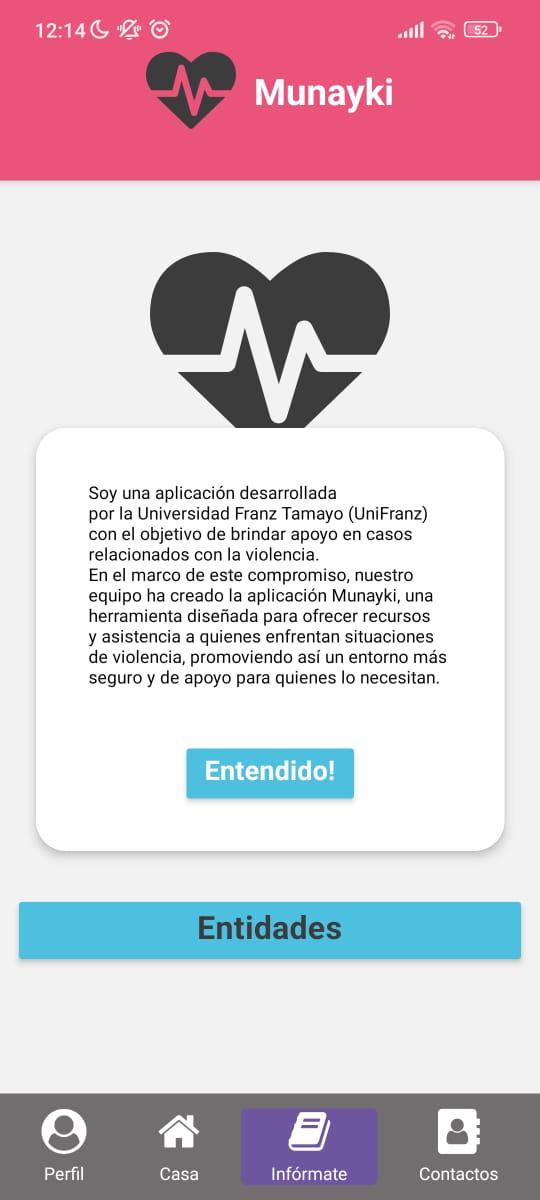 12:14
52
Munayki
Soy una aplicación desarrollada
por la Universidad Franz Tamayo (UniFranz)
con el objetivo de brindar apoyo en casos
relacionados con la violencia.
En el marco de este compromiso, nuestro
equipo ha creado la aplicación Munayki, una
herramienta diseñada para ofrecer recursos
y asistencia a quienes enfrentan situaciones
de violencia, promoviendo así un entorno más
seguro y de apoyo para quienes lo necesitan.
Entendido!
Entidades
Perfil
Casa
Infórmate
Contactos